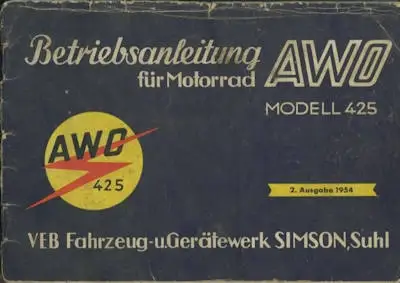 Betriebsanleitung AWO
für Motorrad
MODELL 425
AWO
425
2. Ausgabe 1954
VEB Fahrzeug-u.Gerätewerk SIMSON,Suhl